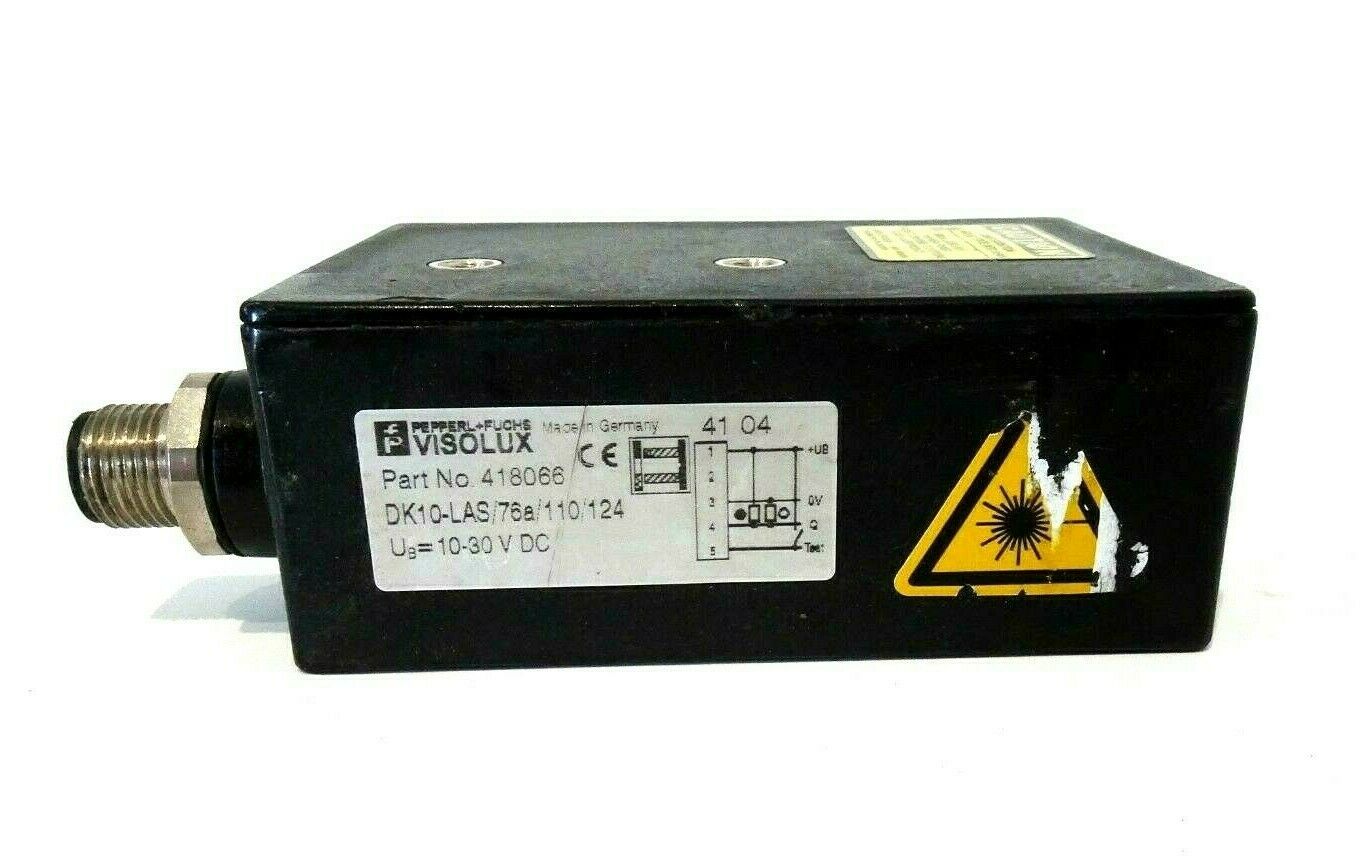 PEPPERL+FUCHS Made in Germany
VISOLUX
CE
Part No 418066
DK10-LAS/76a/110/124
UB= 10-30 V DC
41 04
1 +UB
2
3 0V
4 Q
5 Test